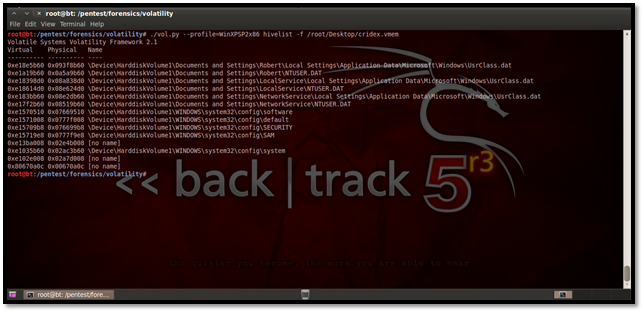 root@bt: /pentest/forensics/volatility
File Edit View Terminal Help
root@bt:/pentest/forensics/volatility# ./vol.py --profile=WinXPSP2x86 hivelist -f /root/Desktop/cridex.vmem
Volatile Systems Volatility Framework 2.1
Virtual Physical Name
---------- ---------- ----
0xe18e5b60 0x093f8b60 \Device\HarddiskVolume1\Documents and Settings\Robert\Local Settings\Application Data\Microsoft\Windows\UsrClass.dat
0xe1a19b60 0x0a5a9b60 \Device\HarddiskVolume1\Documents and Settings\Robert\NTUSER.DAT
0xe18398d0 0x08a838d0 \Device\HarddiskVolume1\Documents and Settings\LocalService\Local Settings\Application Data\Microsoft\Windows\UsrClass.dat
0xe18614d0 0x08e624d0 \Device\HarddiskVolume1\Documents and Settings\LocalService\NTUSER.DAT
0xe183bb60 0x08e2db60 \Device\HarddiskVolume1\Documents and Settings\NetworkService\Local Settings\Application Data\Microsoft\Windows\UsrClass.dat
0xe17f2b60 0x08519b60 \Device\HarddiskVolume1\Documents and Settings\NetworkService\NTUSER.DAT
0xe1570510 0x07669510 \Device\HarddiskVolume1\WINDOWS\system32\config\software
0xe1571008 0x0777f008 \Device\HarddiskVolume1\WINDOWS\system32\config\default
0xe15709b8 0x076699b8 \Device\HarddiskVolume1\WINDOWS\system32\config\SECURITY
0xe15719e8 0x0777f9e8 \Device\HarddiskVolume1\WINDOWS\system32\config\SAM
0xe13ba008 0x02e4b008 [no name]
0xe1035b60 0x02ac3b60 \Device\HarddiskVolume1\WINDOWS\system32\config\system
0xe102e008 0x02a7d008 [no name]
0x80670a0c 0x00670a0c [no name]
root@bt:/pentest/forensics/volatility#
<< back | track 5 r3
the quieter you become, the more you are able to hear
root@bt: /pentest/fore...